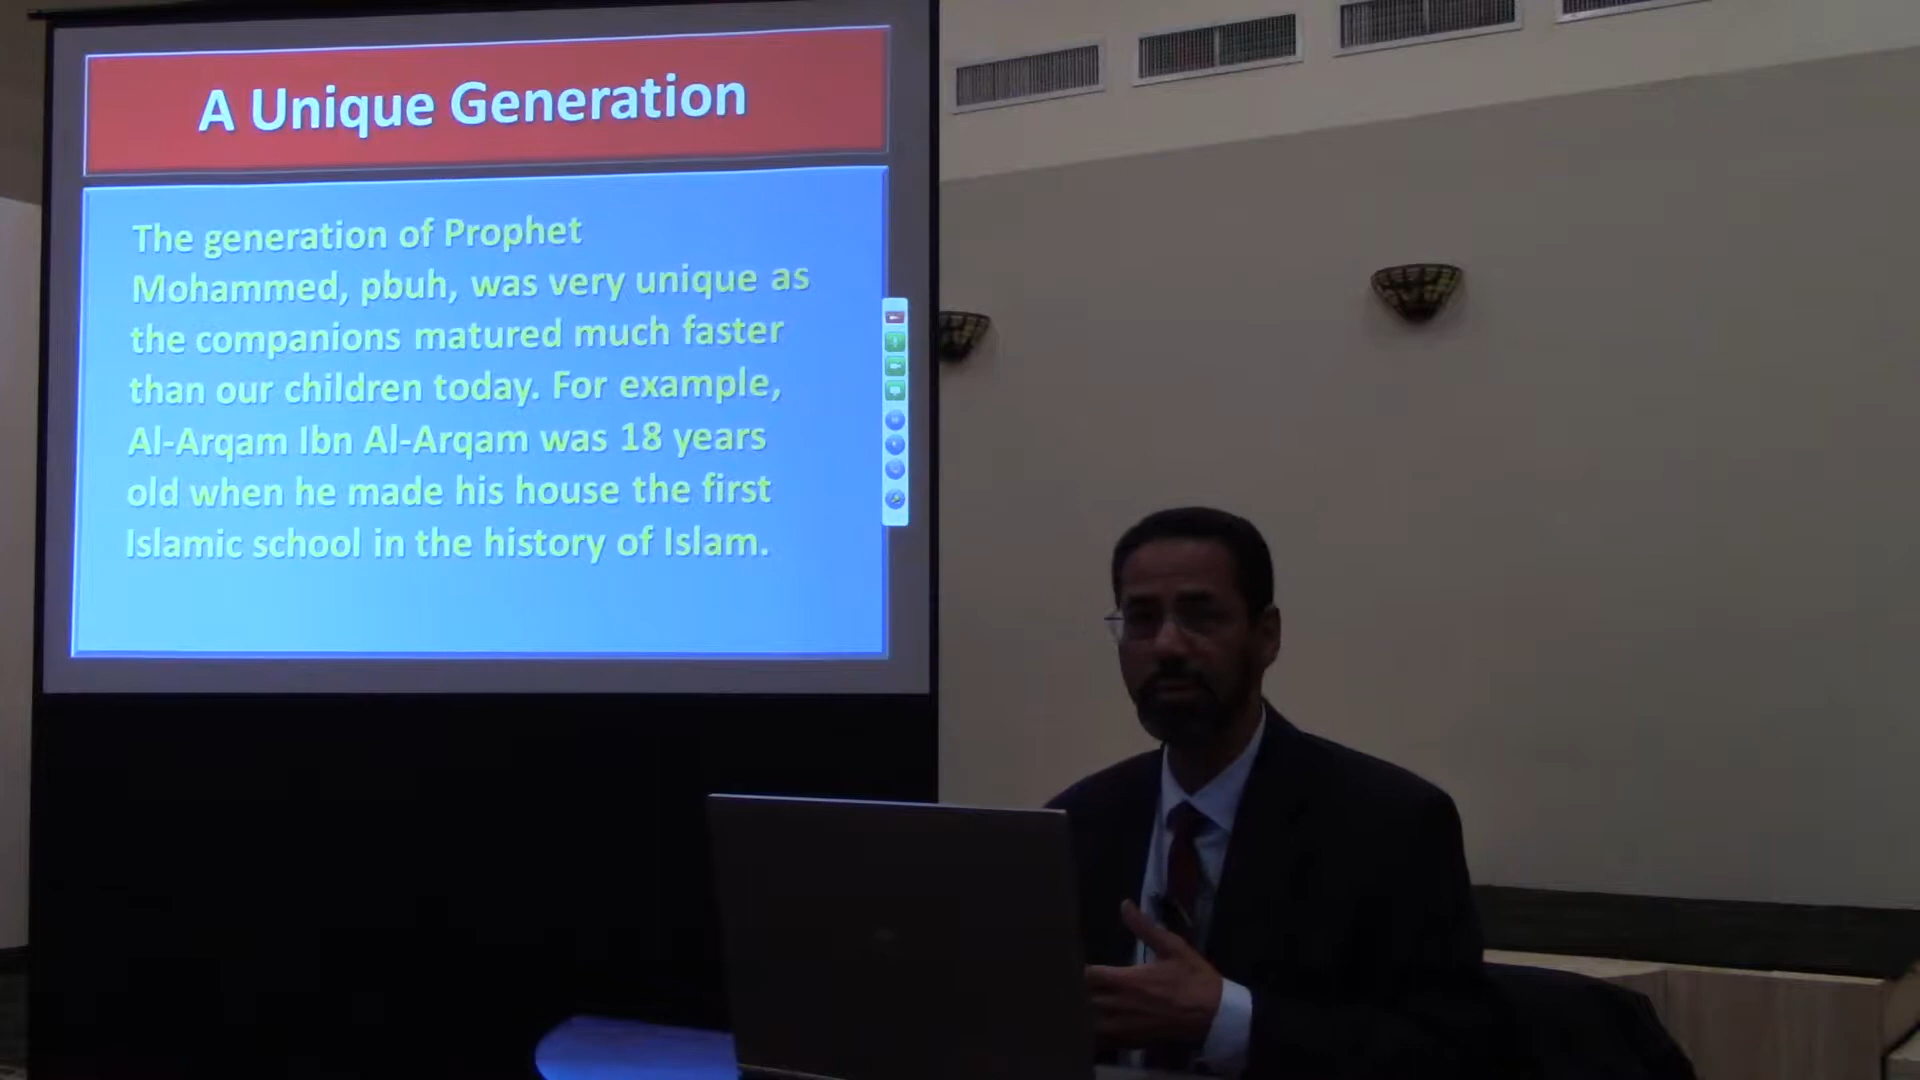 A Unique Generation
The generation of Prophet
Mohammed, pbuh, was very unique as
the companions matured much faster
than our children today. For example,
Al-Arqam Ibn Al-Arqam was 18 years
old when he made his house the first
Islamic school in the history of Islam.